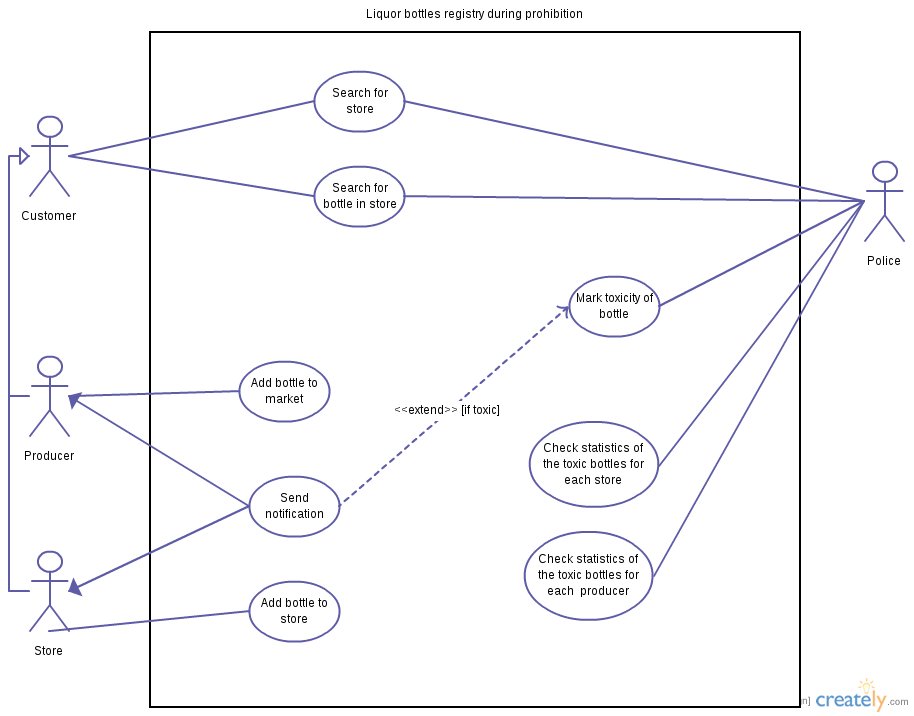 Liquor bottles registry during prohibition
Search for
store
Customer
Search for
bottle in store
Police
Mark toxicity of
bottle
Add bottle to
market
<<extend>> [if toxic]
Producer
Check statistics of
the toxic bottles for
each store
Send
notification
Check statistics of
the toxic bottles for
each producer
Add bottle to
store
Store
creately.com